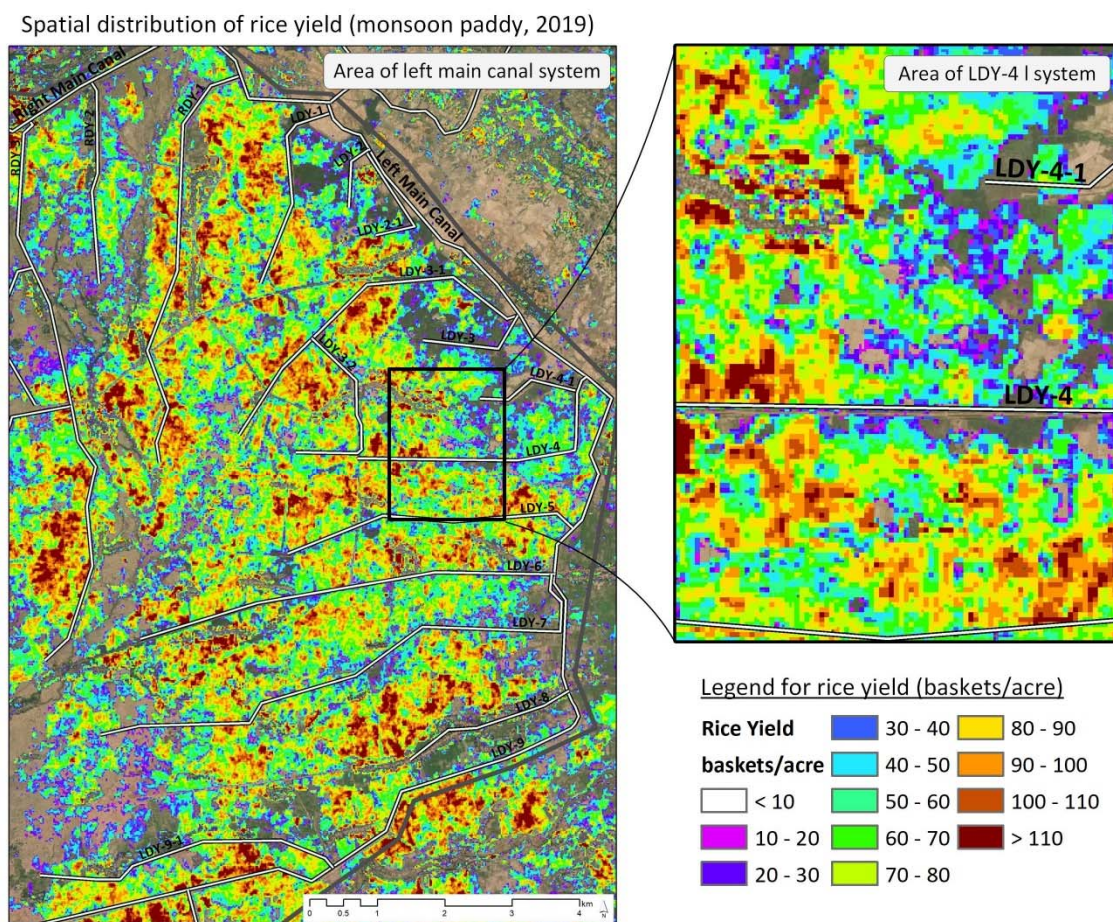 Spatial distribution of rice yield (monsoon paddy, 2019)
Area of left main canal system
Right Main Canal
RDY-3
RDY-2
RDY-1
LDY-1
LDY-2
Left Main Canal
LDY-2-1
LDY-3-1
LDY-3
LDY-3-2
LDY-4-1
LDY-4
LDY-5
LDY-6
LDY-7
LDY-8
LDY-9
LDY-9-1
km
0 0.5 1 2 3 4
N
Area of LDY-4 l system
LDY-4-1
LDY-4
Legend for rice yield (baskets/acre)
Rice Yield
baskets/acre
< 10
10 - 20
20 - 30
30 - 40
40 - 50
50 - 60
60 - 70
70 - 80
80 - 90
90 - 100
100 - 110
> 110